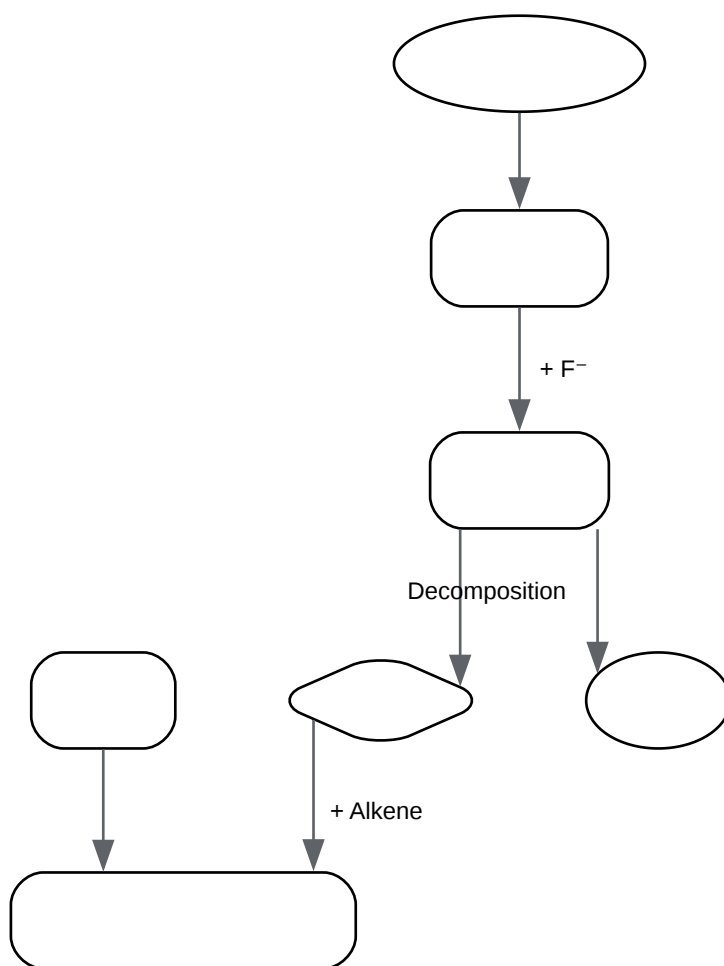 + F⁻
Decomposition
+ Alkene